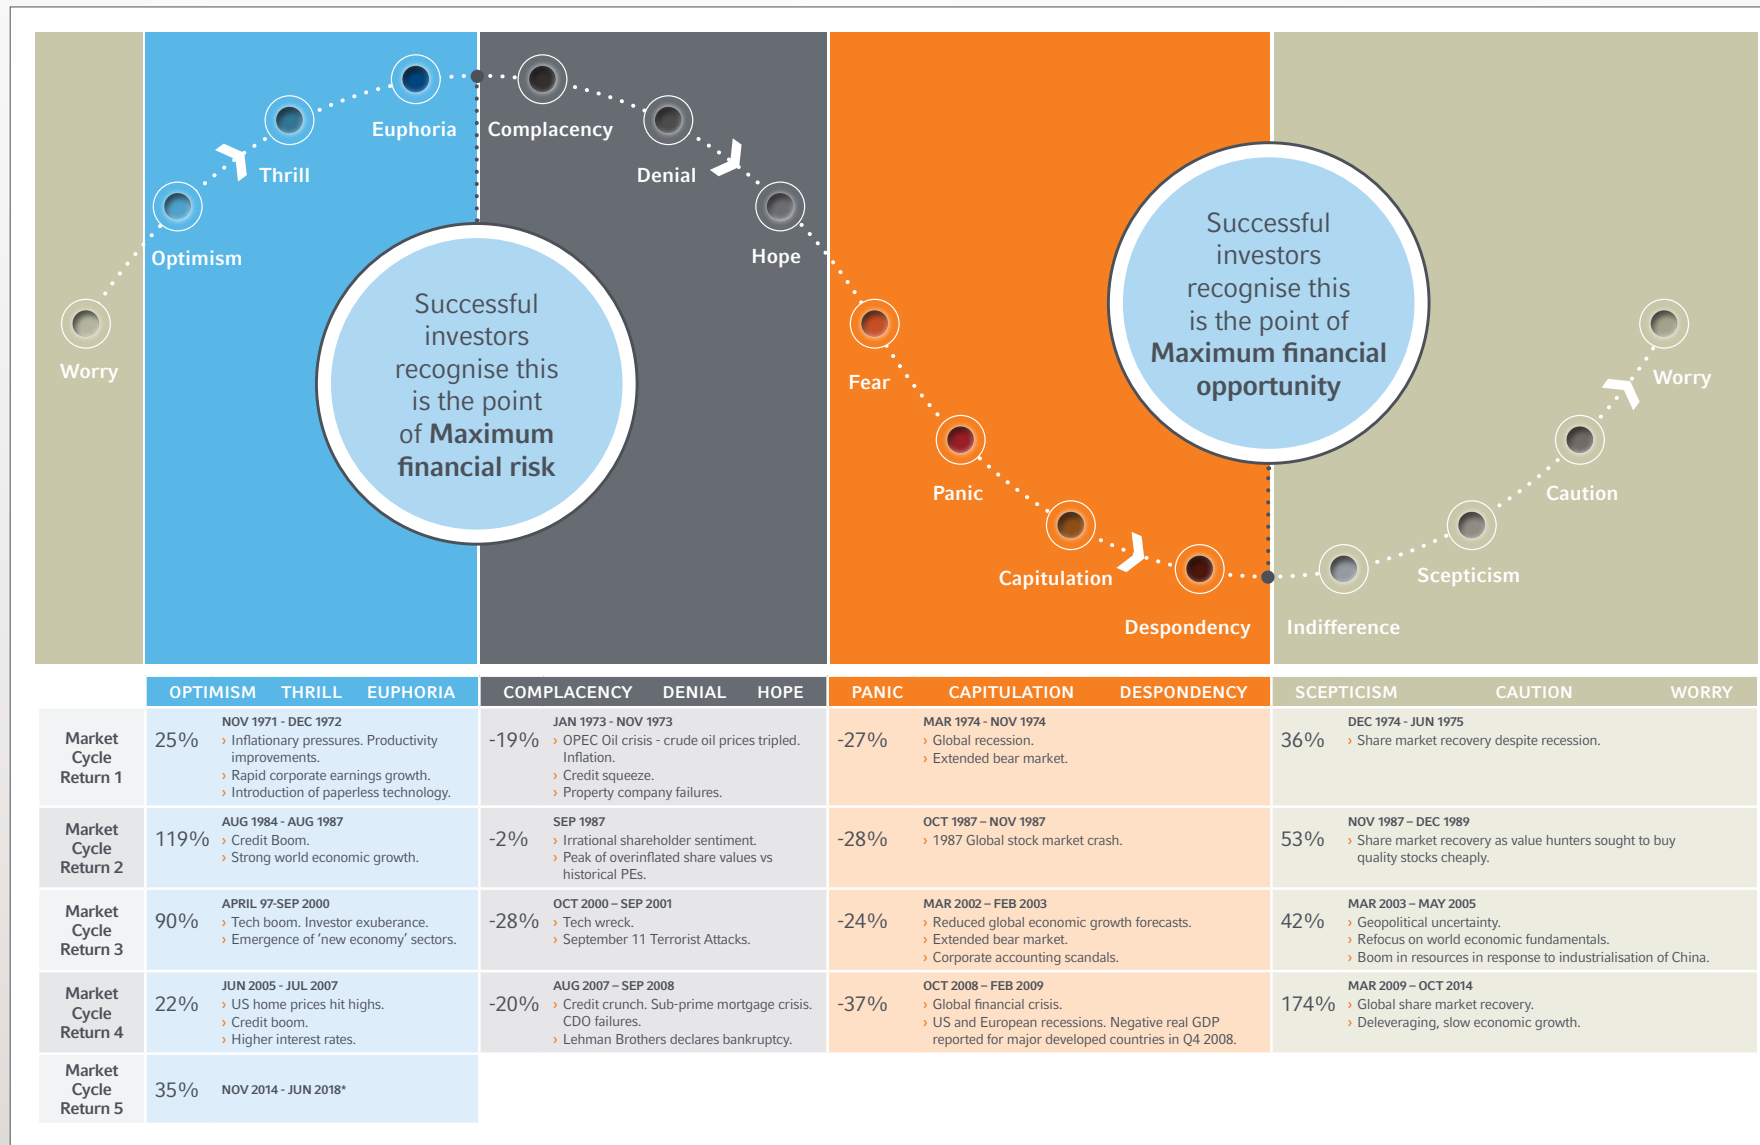 Worry
Optimism
Thrill
Euphoria
Complacency
Denial
Hope
Fear
Panic
Capitulation
Despondency
Indifference
Scepticism
Caution
Worry
Successful
investors
recognise this
is the point
of Maximum
financial risk
Successful
investors
recognise this
is the point of
Maximum financial
opportunity
OPTIMISM THRILL EUPHORIA
COMPLACENCY DENIAL HOPE
PANIC CAPITULATION DESPONDENCY
SCEPTICISM CAUTION WORRY
Market
Cycle
Return 1
25%
NOV 1971 - DEC 1972
› Inflationary pressures. Productivity
improvements.
› Rapid corporate earnings growth.
› Introduction of paperless technology.
-19%
JAN 1973 - NOV 1973
› OPEC Oil crisis - crude oil prices tripled.
Inflation.
› Credit squeeze.
› Property company failures.
-27%
MAR 1974 - NOV 1974
› Global recession.
› Extended bear market.
36%
DEC 1974 - JUN 1975
› Share market recovery despite recession.
Market
Cycle
Return 2
119%
AUG 1984 - AUG 1987
› Credit Boom.
› Strong world economic growth.
-2%
SEP 1987
› Irrational shareholder sentiment.
› Peak of overinflated share values vs
historical PEs.
-28%
OCT 1987 – NOV 1987
› 1987 Global stock market crash.
53%
NOV 1987 – DEC 1989
› Share market recovery as value hunters sought to buy
quality stocks cheaply.
Market
Cycle
Return 3
90%
APRIL 97-SEP 2000
› Tech boom. Investor exuberance.
› Emergence of ‘new economy’ sectors.
-28%
OCT 2000 – SEP 2001
› Tech wreck.
› September 11 Terrorist Attacks.
-24%
MAR 2002 – FEB 2003
› Reduced global economic growth forecasts.
› Extended bear market.
› Corporate accounting scandals.
42%
MAR 2003 – MAY 2005
› Geopolitical uncertainty.
› Refocus on world economic fundamentals.
› Boom in resources in response to industrialisation of China.
Market
Cycle
Return 4
22%
JUN 2005 - JUL 2007
› US home prices hit highs.
› Credit boom.
› Higher interest rates.
-20%
AUG 2007 – SEP 2008
› Credit crunch. Sub-prime mortgage crisis.
CDO failures.
› Lehman Brothers declares bankruptcy.
-37%
OCT 2008 – FEB 2009
› Global financial crisis.
› US and European recessions. Negative real GDP
reported for major developed countries in Q4 2008.
174%
MAR 2009 – OCT 2014
› Global share market recovery.
› Deleveraging, slow economic growth.
Market
Cycle
Return 5
35%
NOV 2014 - JUN 2018*